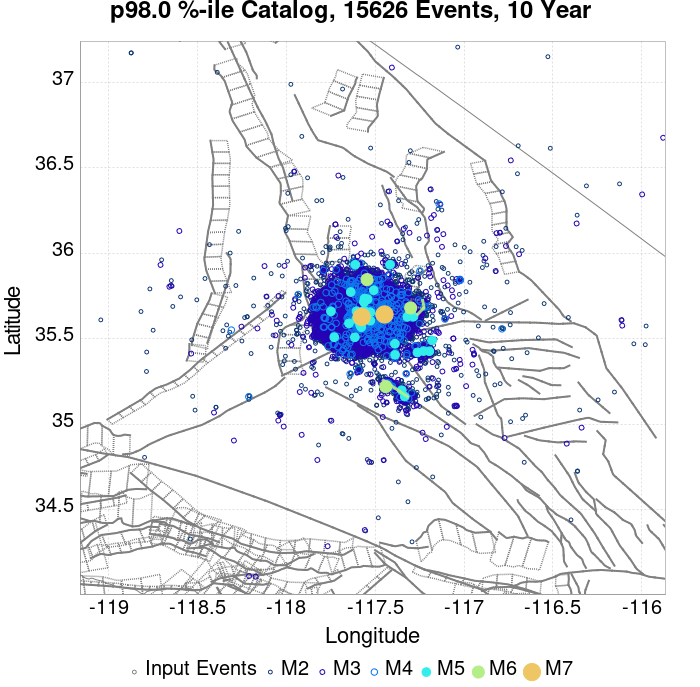 p98.0 %-ile Catalog, 15626 Events, 10 Year
37
36.5
36
35.5
35
34.5
Latitude
-119 -118.5 -118 -117.5 -117 -116.5 -116
Longitude
Input Events M2 M3 M4 M5 M6 M7